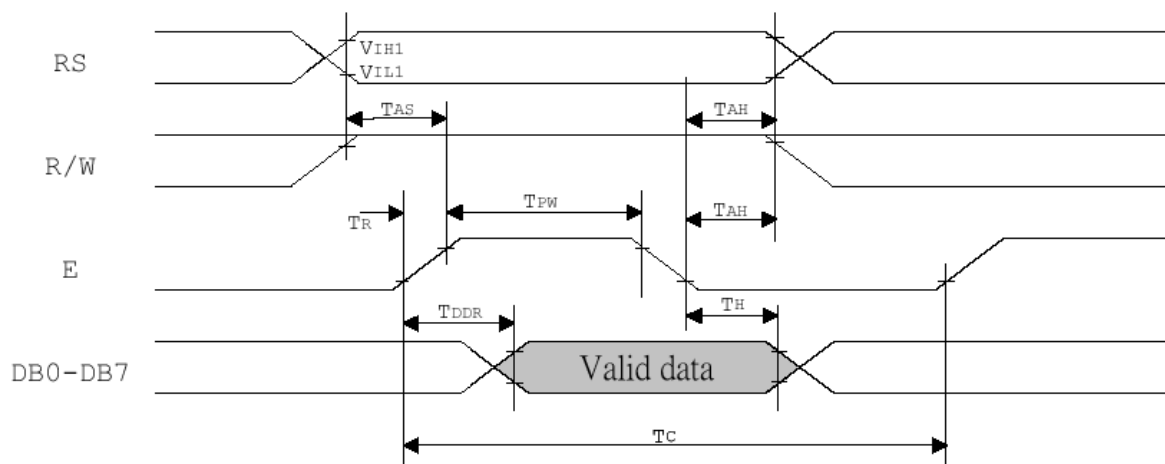 RS
VIH1
VIL1
TAS
TAH
R/W
TR
TPW
TAH
E
TDDR
TH
DB0-DB7
Valid data
TC